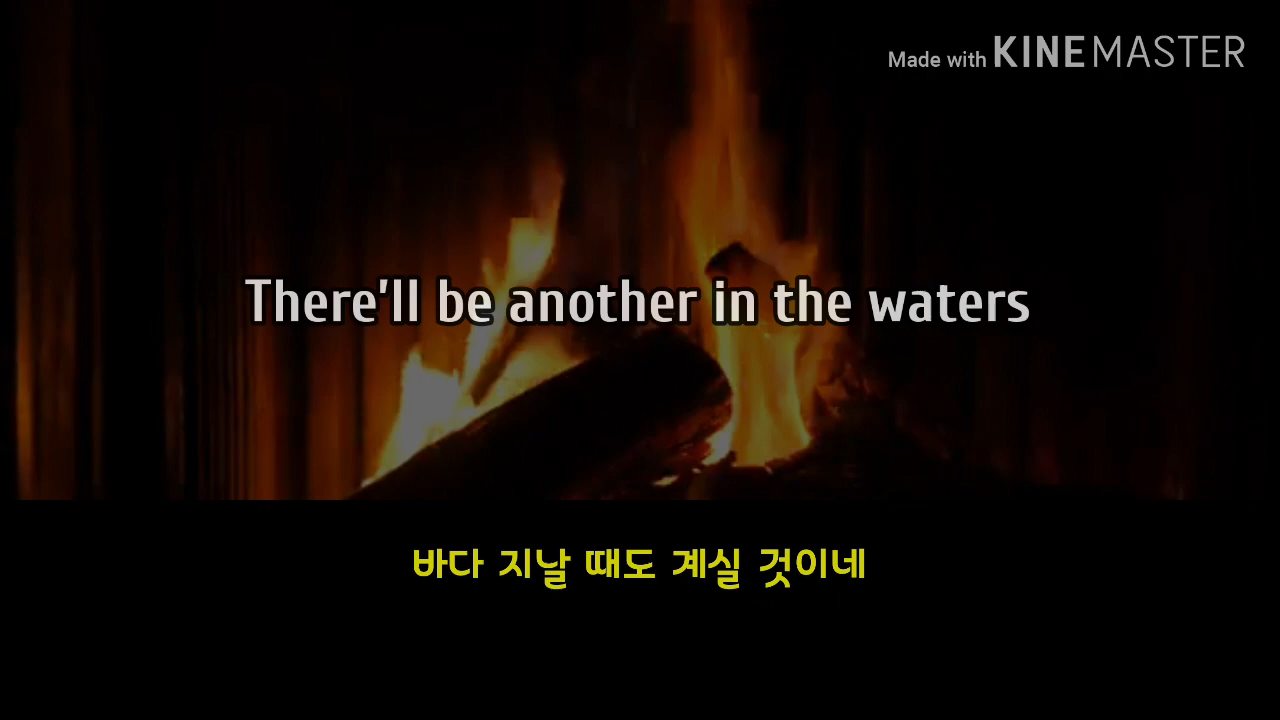 Made with KINEMASTER
There'll be another in the waters
바다 지날 때도 계실 것이네